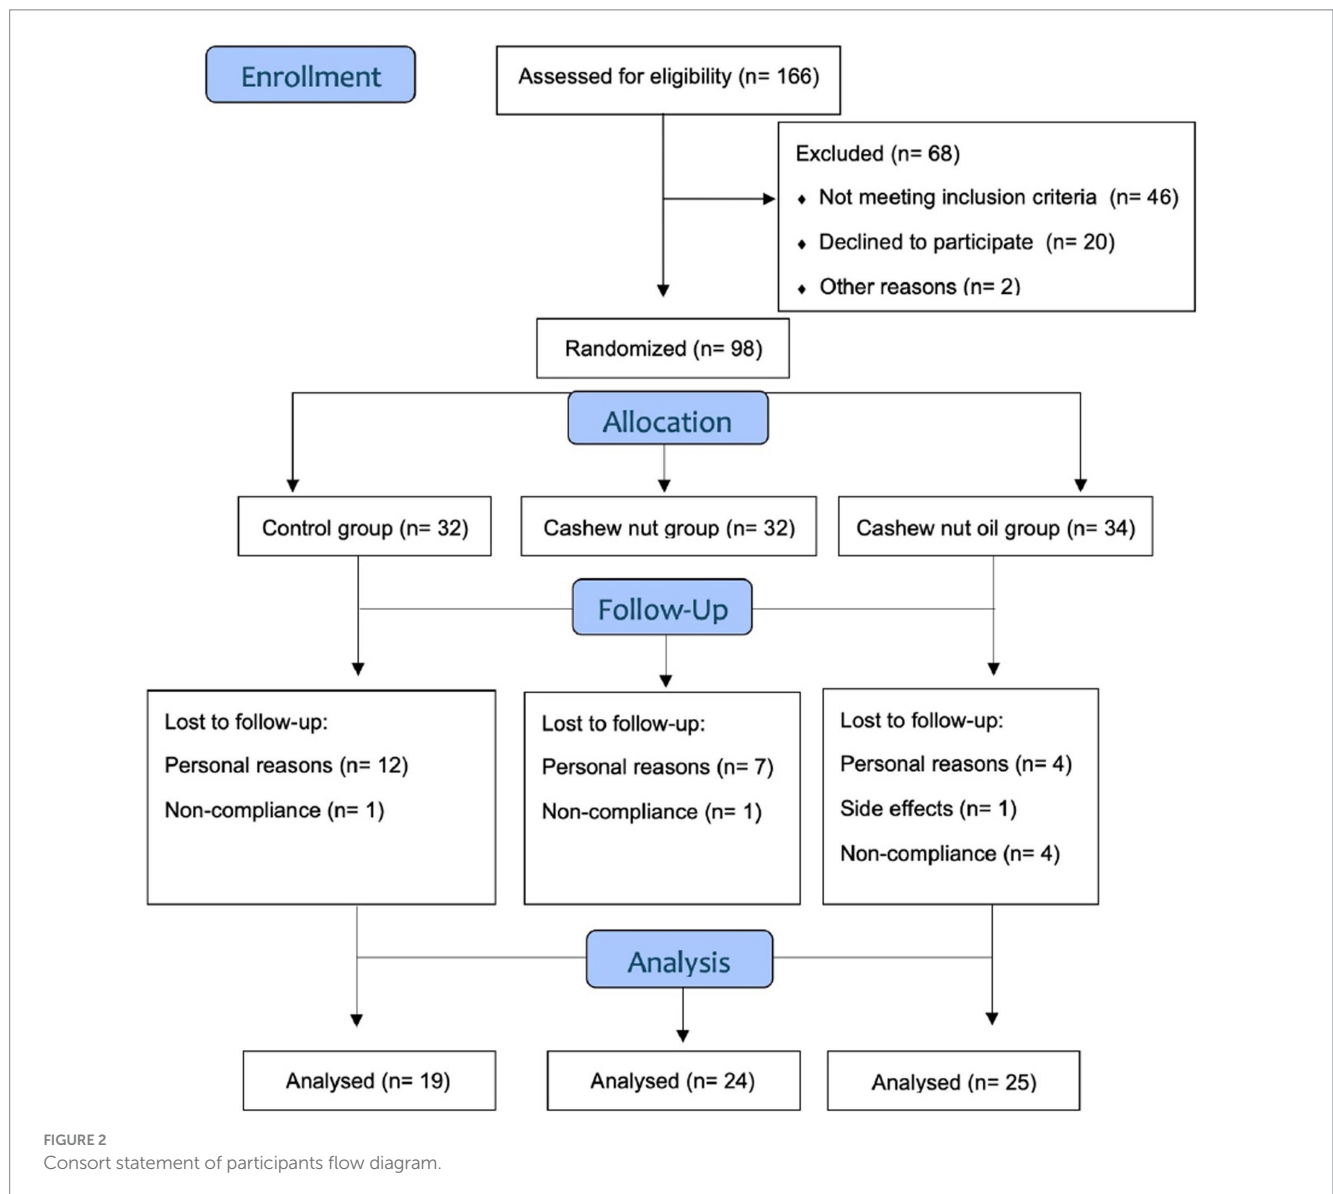 Enrollment
Assessed for eligibility (n= 166)
Excluded (n= 68)
♦ Not meeting inclusion criteria (n= 46)
♦ Declined to participate (n= 20)
♦ Other reasons (n= 2)
Randomized (n= 98)
Allocation
Control group (n= 32)
Cashew nut group (n= 32)
Cashew nut oil group (n= 34)
Follow-Up
Lost to follow-up:
Personal reasons (n= 12)
Non-compliance (n= 1)
Lost to follow-up:
Personal reasons (n= 7)
Non-compliance (n= 1)
Lost to follow-up:
Personal reasons (n= 4)
Side effects (n= 1)
Non-compliance (n= 4)
Analysis
Analysed (n= 19)
Analysed (n= 24)
Analysed (n= 25)
FIGURE 2
Consort statement of participants flow diagram.